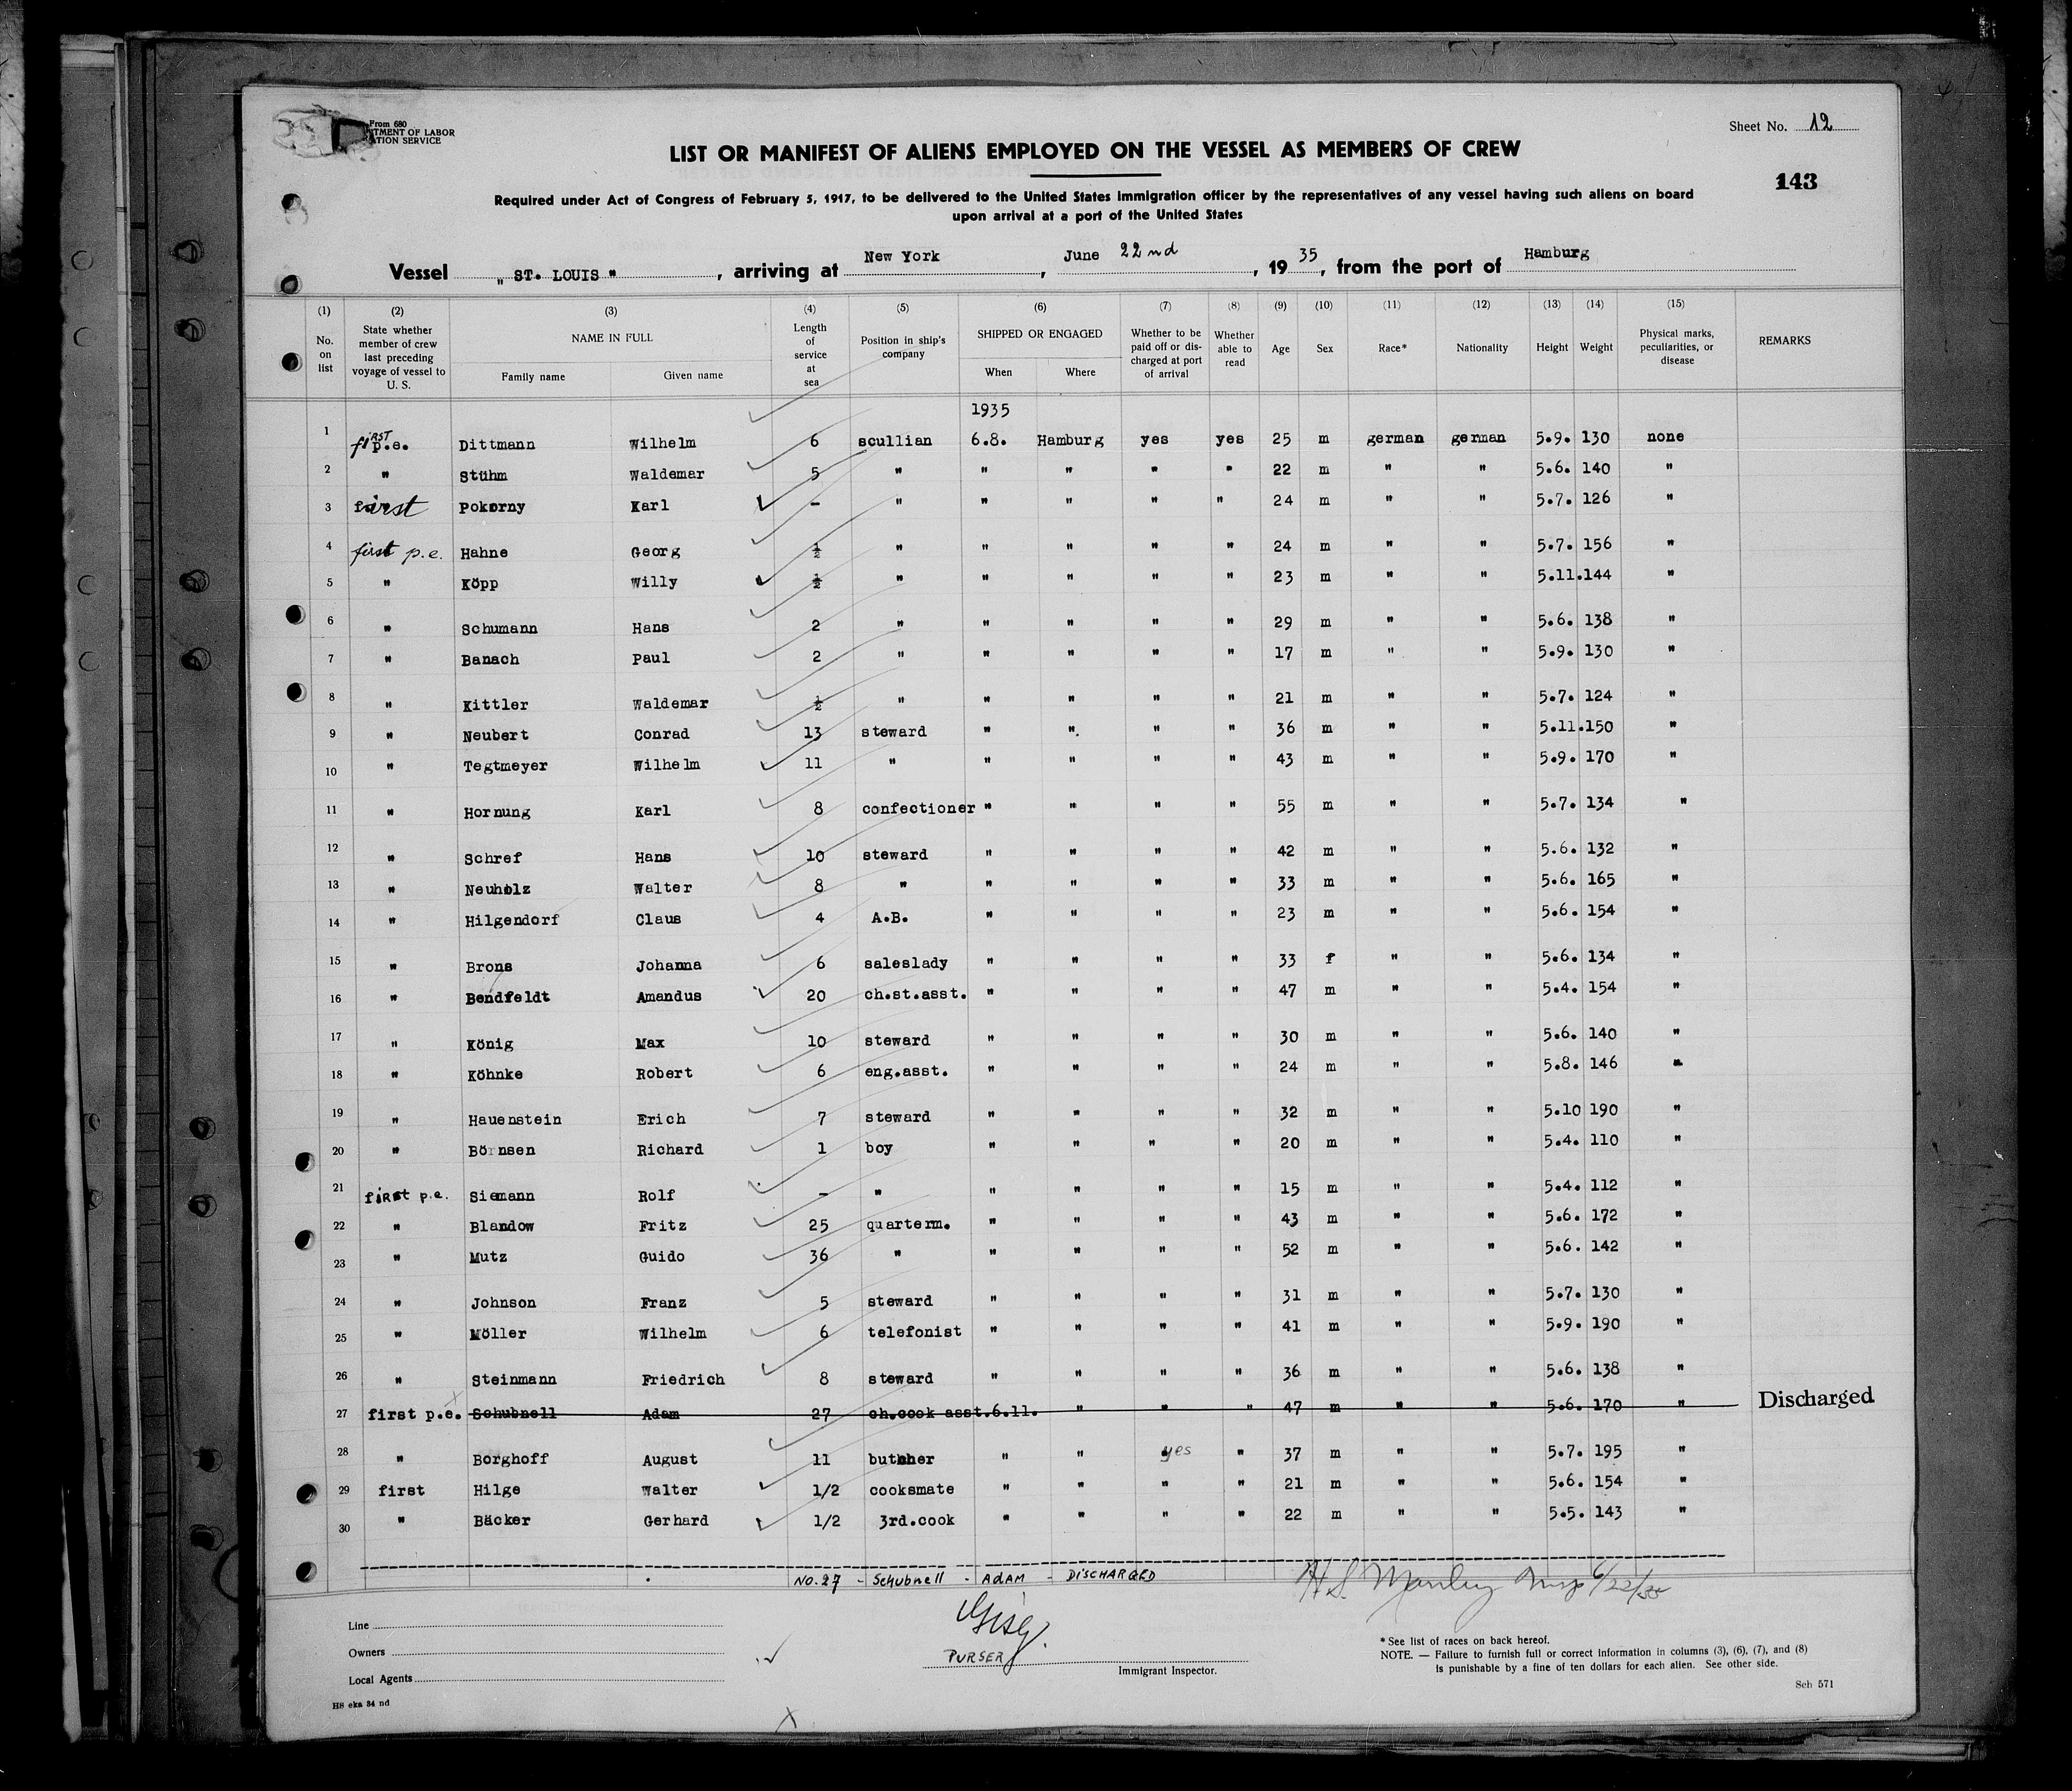 From 680
TMENT OF LABOR
ATION SERVICE
Sheet No. 12
LIST OR MANIFEST OF ALIENS EMPLOYED ON THE VESSEL AS MEMBERS OF CREW
143
Required under Act of Congress of February 5, 1917, to be delivered to the United States immigration officer by the representatives of any vessel having such aliens on board
upon arrival at a port of the United States
Vessel „ ST. LOUIS " , arriving at New York , June 22nd , 19 35 , from the port of Hamburg
(1) (2) (3) (4) (5) (6) (7) (8) (9) (10) (11) (12) (13) (14) (15)
No. on list State whether member of crew last preceding voyage of vessel to U. S. NAME IN FULL Family name Given name Length of service at sea Position in ship's company SHIPPED OR ENGAGED When Where Whether to be paid off or discharged at port of arrival Whether able to read Age Sex Race* Nationality Height Weight Physical marks, peculiarities, or disease REMARKS
1935
1 fiRST p.e. Dittmann Wilhelm 6 scullian 6.8. Hamburg yes yes 25 m german german 5.9. 130 none
2 " Stühm Waldemar 5 " " " " " 22 m " " 5.6. 140 "
3 first Pokorny Karl - " " " " " 24 m " " 5.7. 126 "
4 first p.e. Hahne Georg ½ " " " " " 24 m " " 5.7. 156 "
5 " Köpp Willy ½ " " " " " 23 m " " 5.11. 144 "
6 " Schumann Hans 2 " " " " " 29 m " " 5.6. 138 "
7 " Banach Paul 2 " " " " " 17 m " " 5.9. 130 "
8 " Kittler Waldemar ½ " " " " " 21 m " " 5.7. 124 "
9 " Neubert Conrad 13 steward " " " " 36 m " " 5.11. 150 "
10 " Tegtmeyer Wilhelm 11 " " " " " 43 m " " 5.9. 170 "
11 " Hornung Karl 8 confectioner " " " " 55 m " " 5.7. 134 "
12 " Schref Hans 10 steward " " " " 42 m " " 5.6. 132 "
13 " Neuholz Walter 8 " " " " " 33 m " " 5.6. 165 "
14 " Hilgendorf Claus 4 A.B. " " " " 23 m " " 5.6. 154 "
15 " Brons Johanna 6 saleslady " " " " 33 f " " 5.6. 134 "
16 " Bendfeldt Amandus 20 ch.st.asst. " " " " 47 m " " 5.4. 154 "
17 " König Max 10 steward " " " " 30 m " " 5.6. 140 "
18 " Köhnke Robert 6 eng.asst. " " " " 24 m " " 5.8. 146 "
19 " Hauenstein Erich 7 steward " " " " 32 m " " 5.10 190 "
20 " Börnsen Richard 1 boy " " " " 20 m " " 5.4. 110 "
21 fiRst p.e. Siemann Rolf - " " " " " 15 m " " 5.4. 112 "
22 " Blandow Fritz 25 quarterm. " " " " 43 m " " 5.6. 172 "
23 " Mutz Guido 36 " " " " " 52 m " " 5.6. 142 "
24 " Johnson Franz 5 steward " " " " 31 m " " 5.7. 130 "
25 " Möller Wilhelm 6 telefonist " " " " 41 m " " 5.9. 190 "
26 " Steinmann Friedrich 8 steward " " " " 36 m " " 5.6. 138 "
27 first p.e. Schubnell Adam 27 ch.cook asst. 6.11. " " " 47 m " " 5.6. 170 " Discharged
28 " Borghoff August 11 butcher " " yes " 37 m " " 5.7. 195 "
29 first Hilge Walter 1/2 cooksmate " " " " 21 m " " 5.6. 154 "
30 " Bäcker Gerhard 1/2 3rd.cook " " " " 22 m " " 5.5. 143 "
NO. 27 - Schubnell - ADAM - DISCHARGED
6/22/35
Line
Owners
Local Agents
PURSER
Immigrant Inspector.
* See list of races on back hereof.
NOTE. — Failure to furnish full or correct information in columns (3), (6), (7), and (8)
is punishable by a fine of ten dollars for each alien. See other side.
Sch 571
HS eka 34 nd